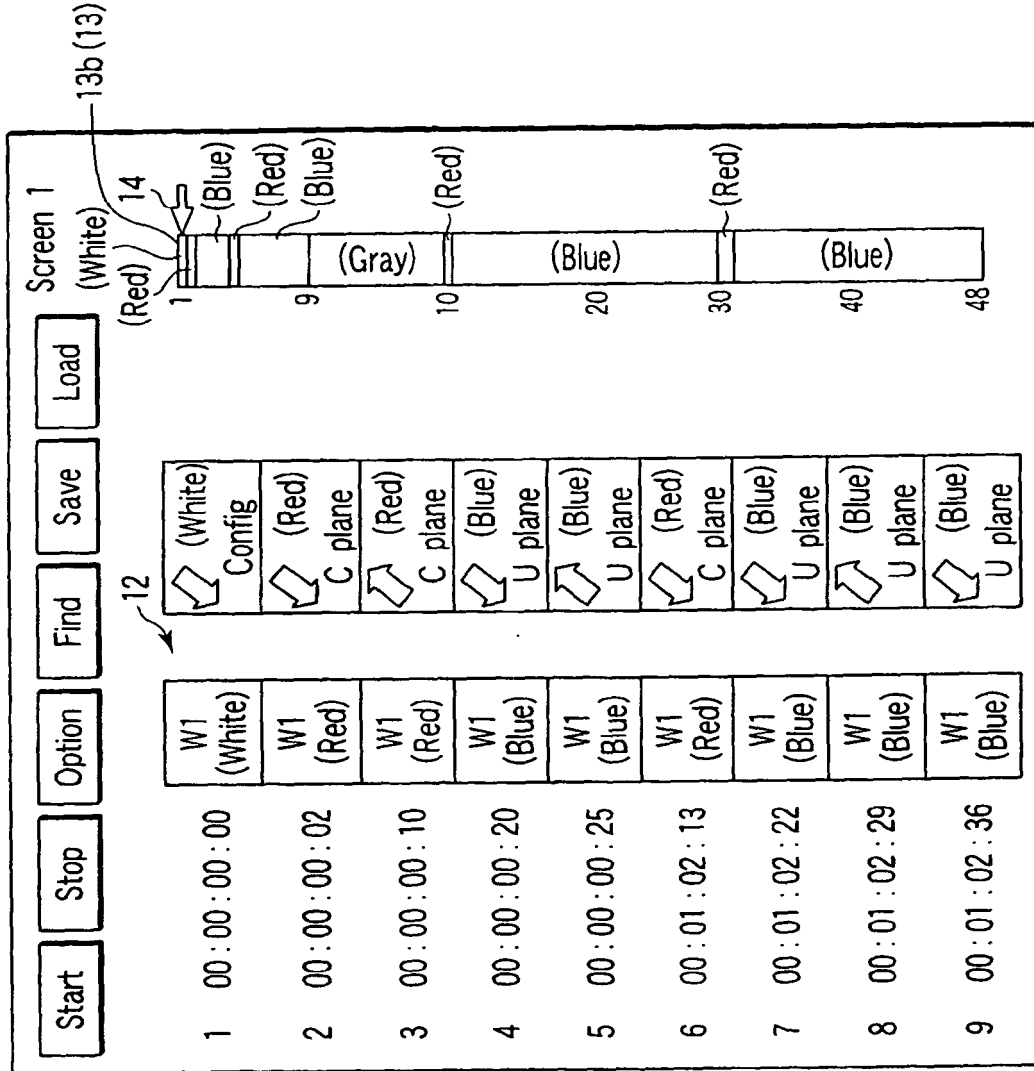 Screen 1
Start Stop Option Find Save Load
12
1 00:00:00:00 W1 (White) (White) Config
2 00:00:00:02 W1 (Red) (Red) C plane
3 00:00:00:10 W1 (Red) (Red) C plane
4 00:00:00:20 W1 (Blue) (Blue) U plane
5 00:00:00:25 W1 (Blue) (Blue) U plane
6 00:01:02:13 W1 (Red) (Red) C plane
7 00:01:02:22 W1 (Blue) (Blue) U plane
8 00:01:02:29 W1 (Blue) (Blue) U plane
9 00:01:02:36 W1 (Blue) (Blue) U plane
(White)
13b (13)
(Red)
14
1
(Blue)
(Red)
(Blue)
9
(Gray)
10
(Red)
(Blue)
20
30
(Red)
(Blue)
40
48